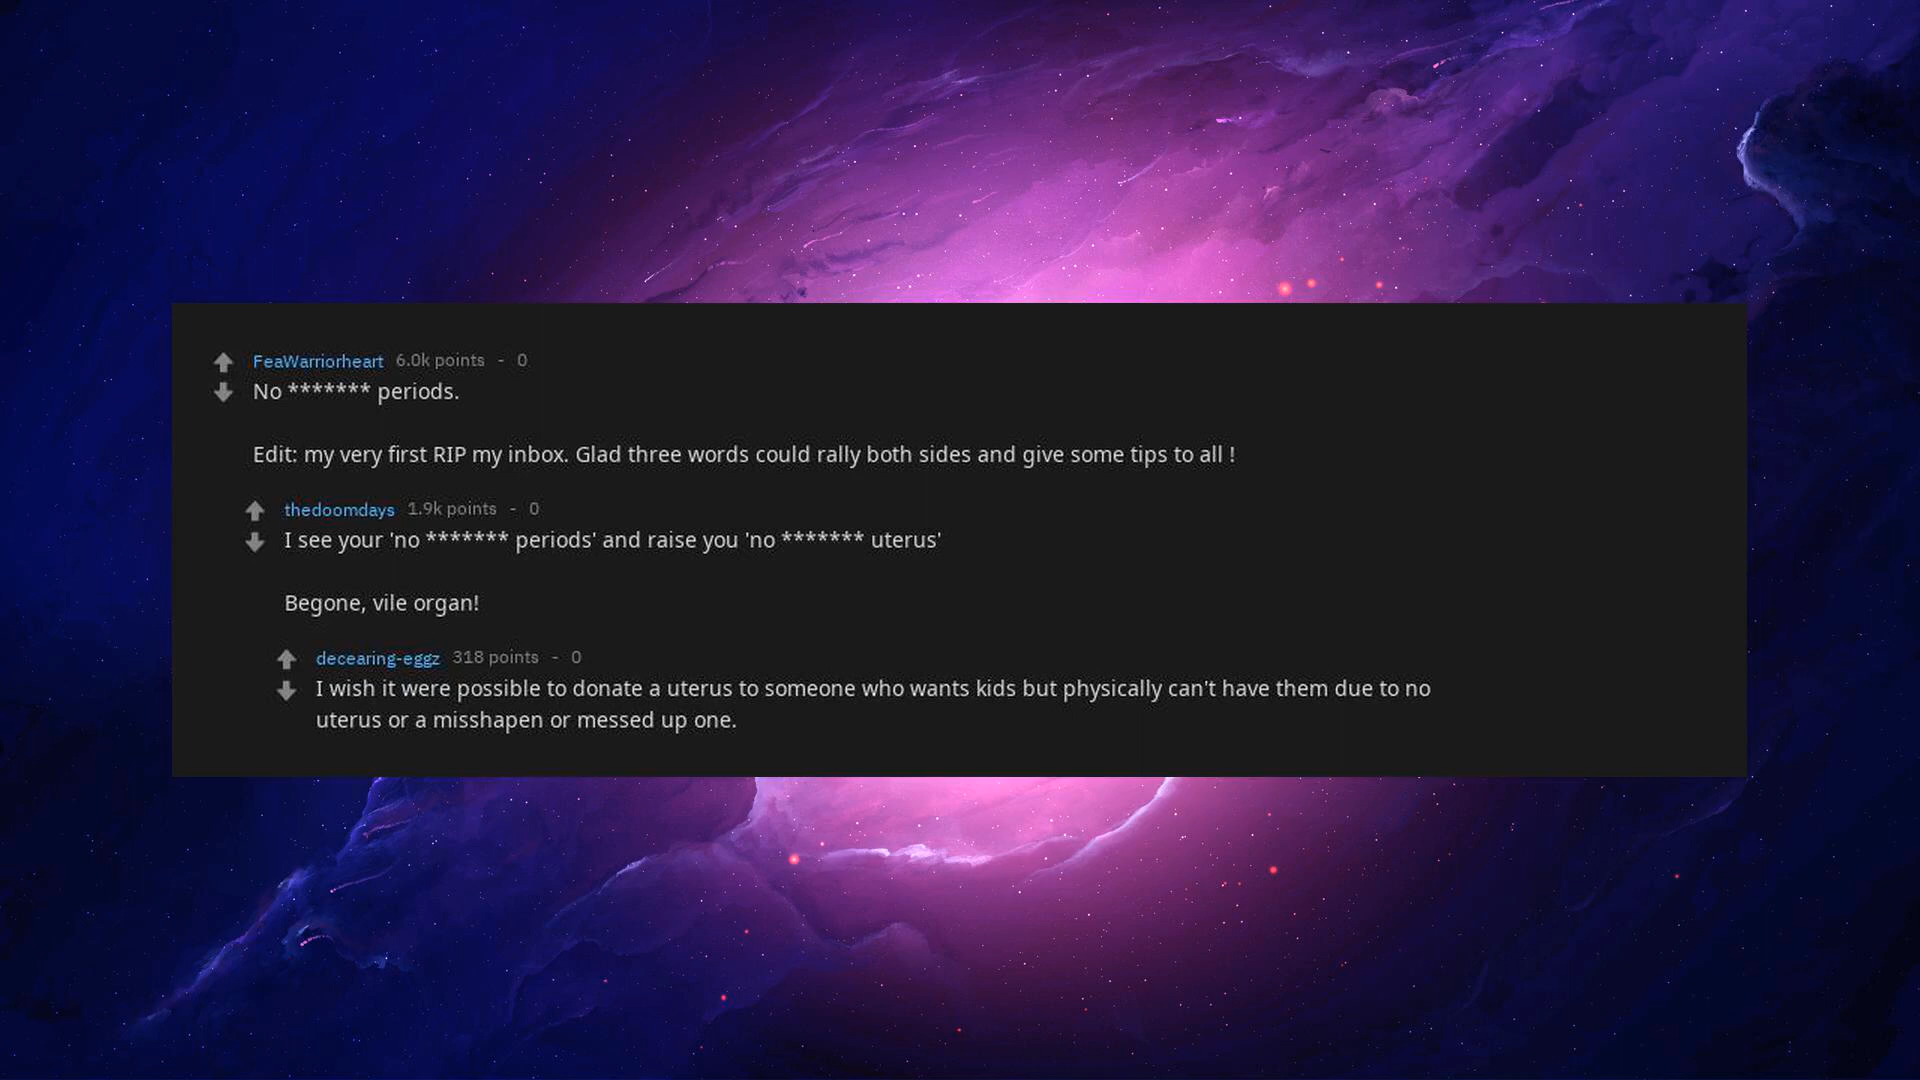 FeaWarriorheart 6.0k points - 0
No ******* periods.
Edit: my very first RIP my inbox. Glad three words could rally both sides and give some tips to all !
thedoomdays 1.9k points - 0
I see your 'no ******* periods' and raise you 'no ******* uterus'
Begone, vile organ!
decearing-eggz 318 points - 0
I wish it were possible to donate a uterus to someone who wants kids but physically can't have them due to no
uterus or a misshapen or messed up one.